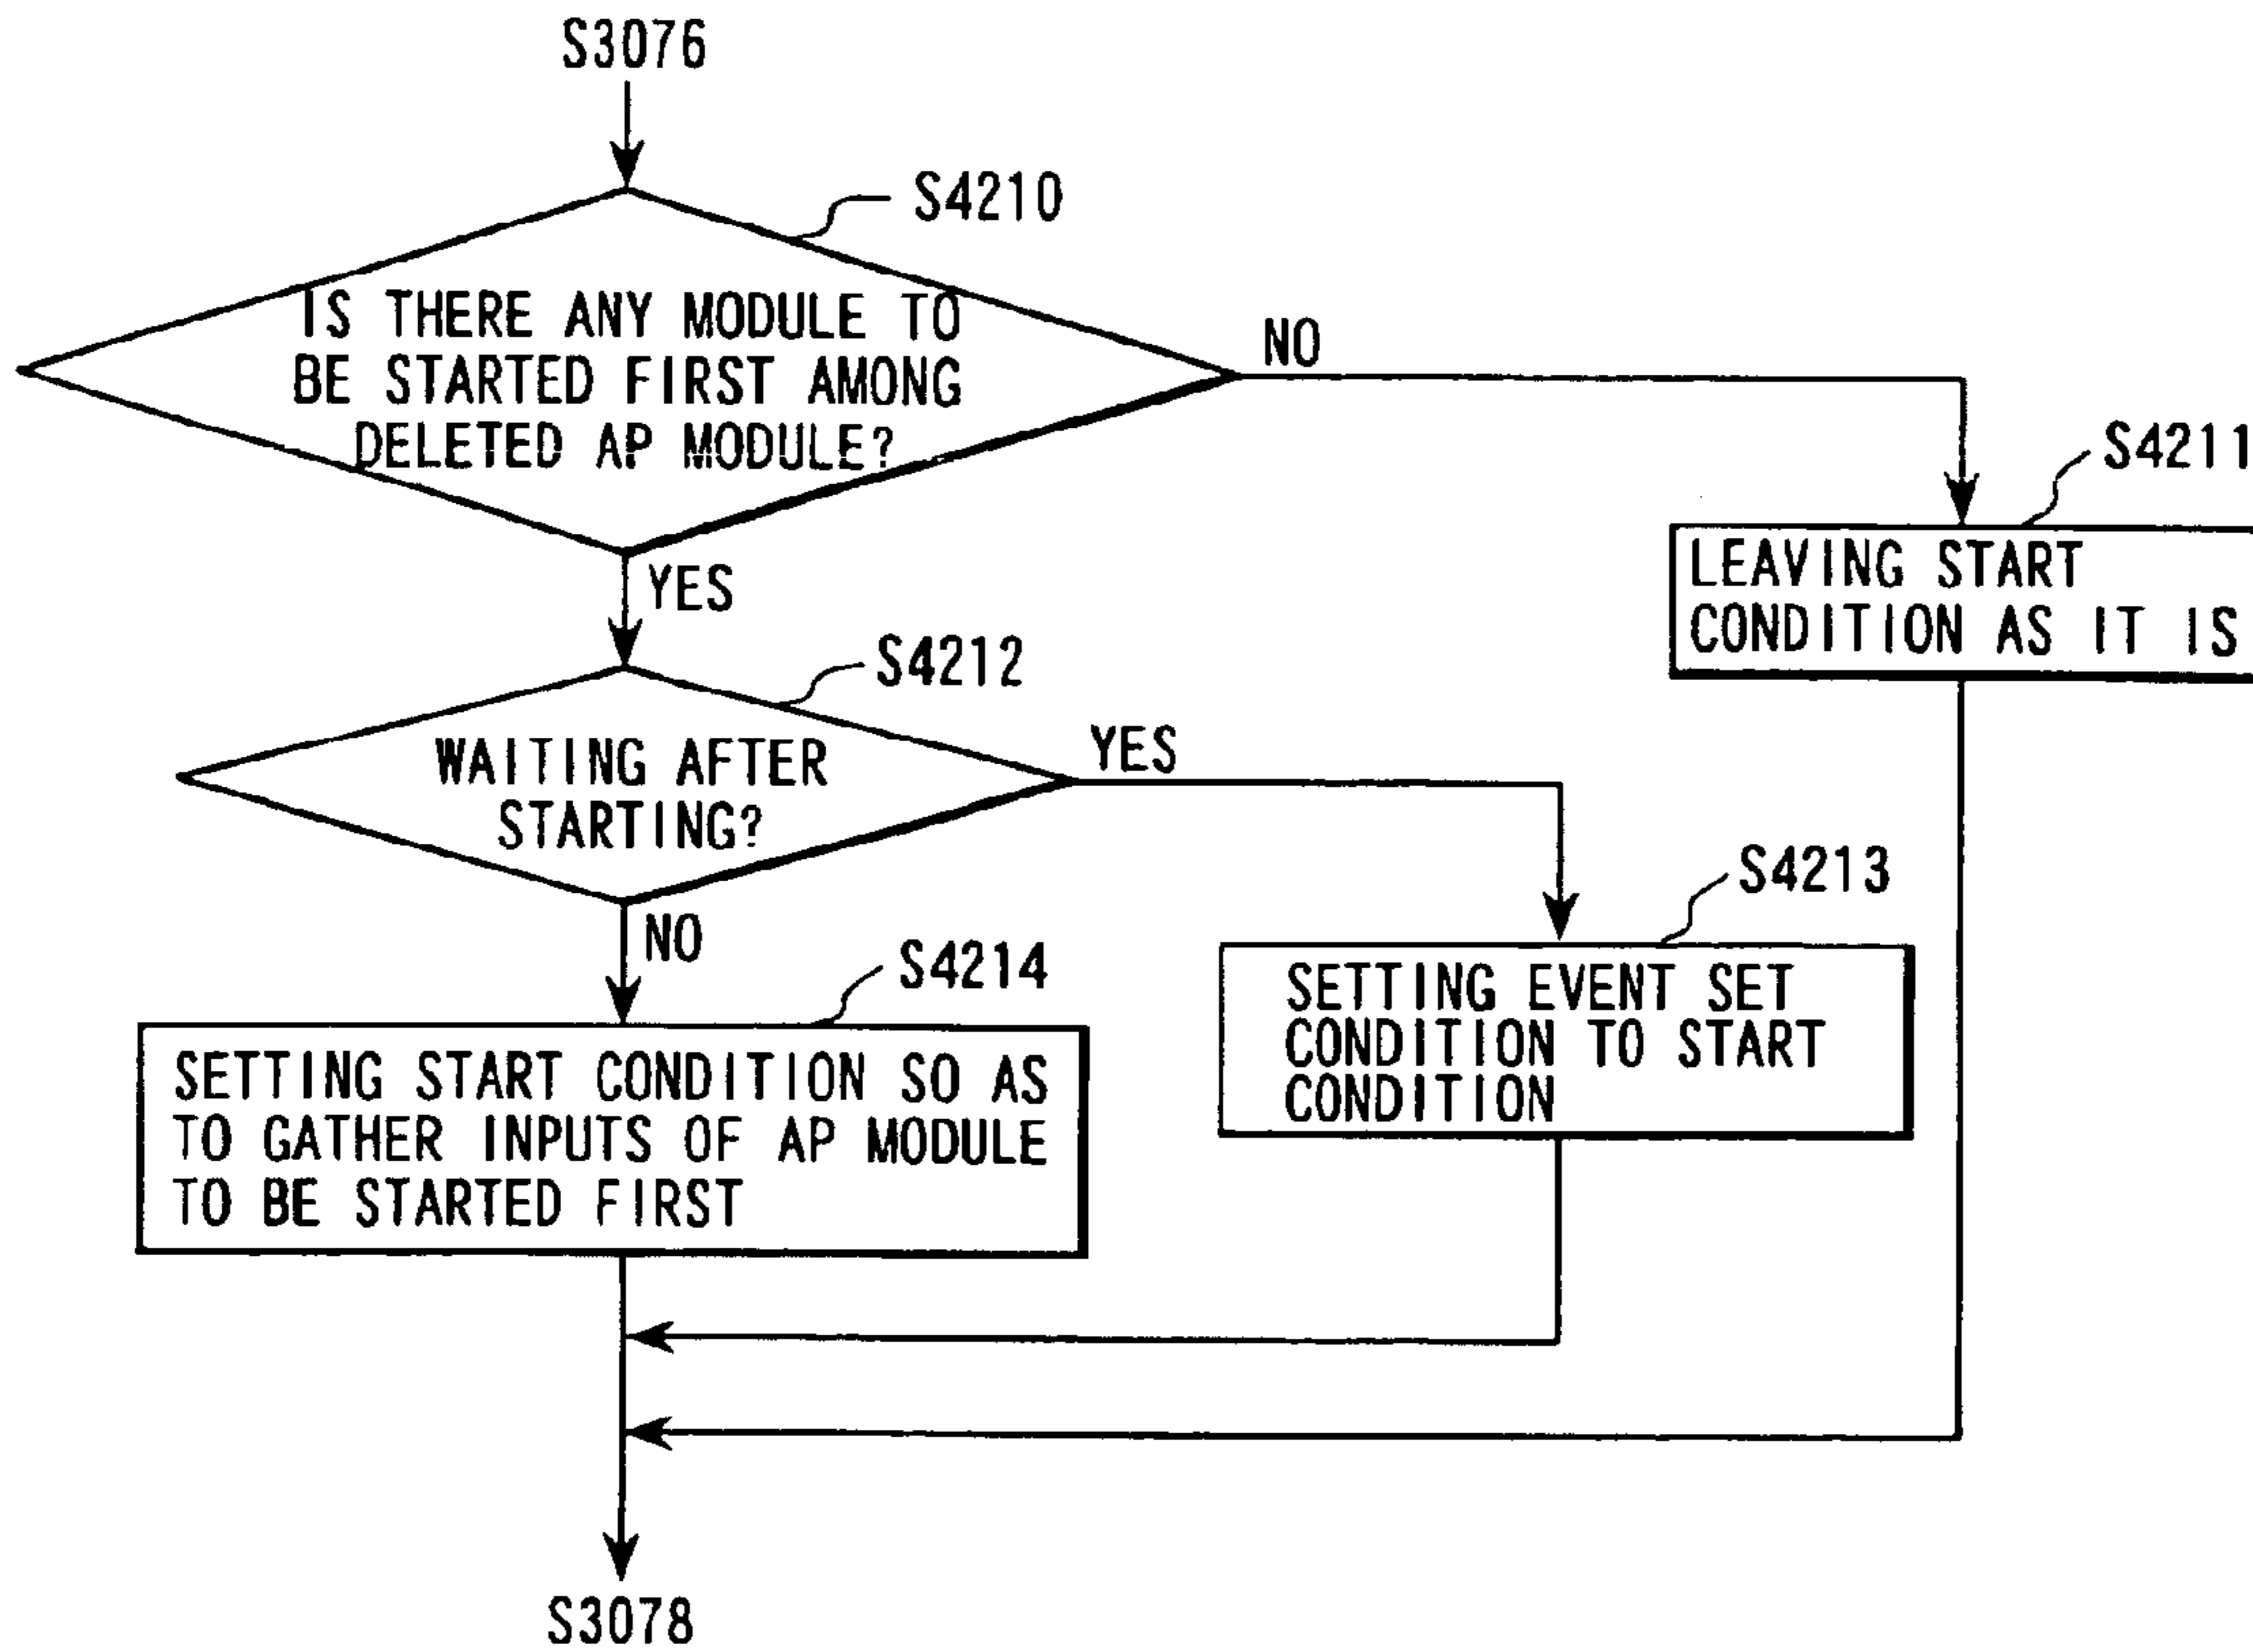 S3076
S4210
IS THERE ANY MODULE TO
BE STARTED FIRST AMONG
DELETED AP MODULE?
NO
S4211
LEAVING START
CONDITION AS IT IS
YES
S4212
WAITING AFTER
STARTING?
YES
S4213
SETTING EVENT SET
CONDITION TO START
CONDITION
NO
S4214
SETTING START CONDITION SO AS
TO GATHER INPUTS OF AP MODULE
TO BE STARTED FIRST
S3078